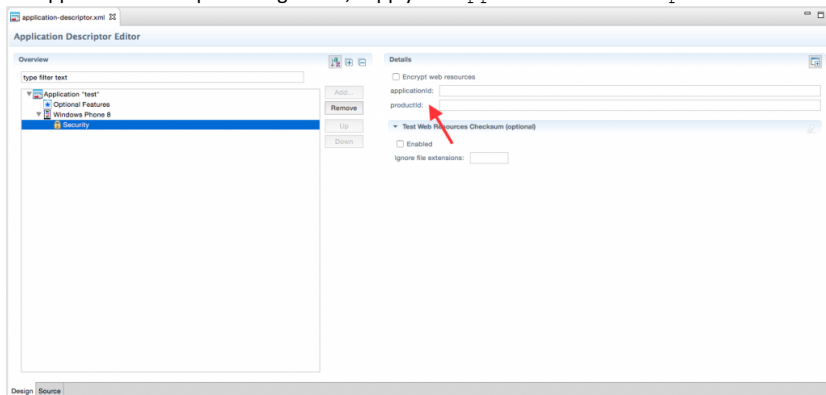 application-descriptor.xml
Application Descriptor Editor
Overview
type filter text
Application "test"
Optional Features
Windows Phone 8
Security
Add...
Remove
Up
Down
Details
Encrypt web resources
applicationId:
productId:
Test Web Resources Checksum (optional)
Enabled
Ignore file extensions:
Design Source